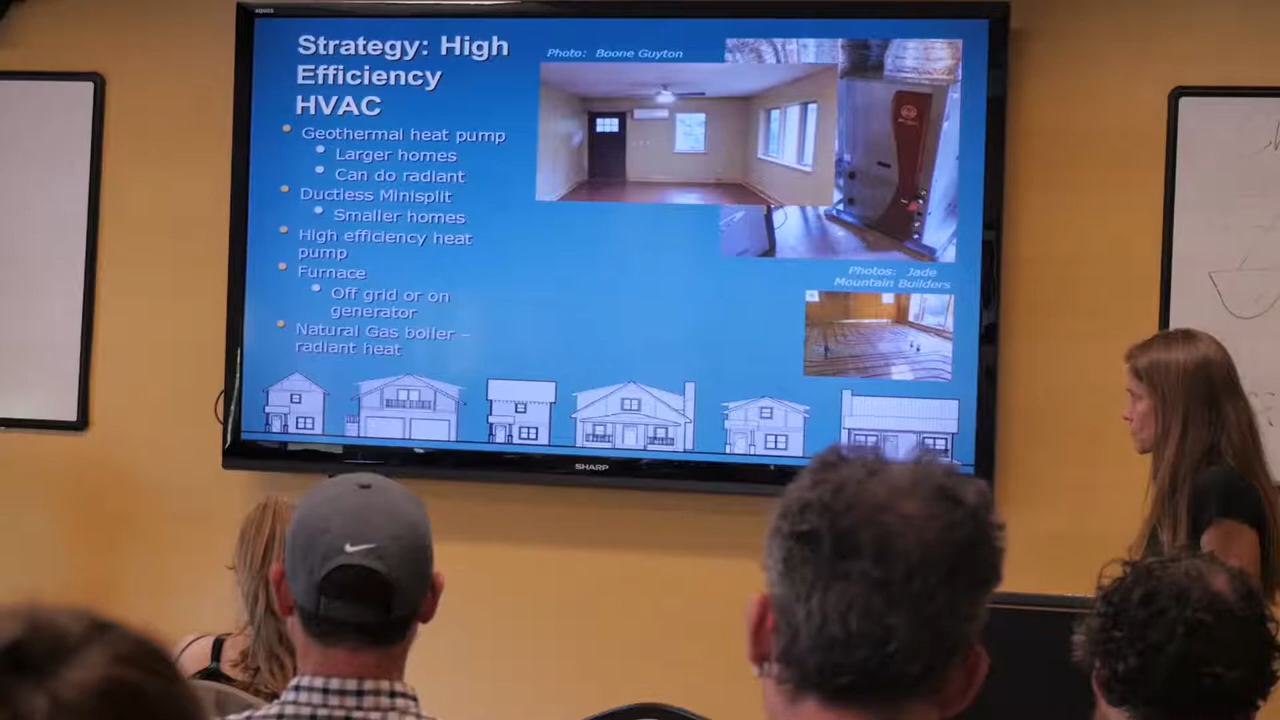 AQUOS
Strategy: High
Efficiency
HVAC
Geothermal heat pump
Larger homes
Can do radiant
Ductless Minisplit
Smaller homes
High efficiency heat
pump
Furnace
Off grid or on
generator
Natural Gas boiler –
radiant heat
Photo: Boone Guyton
Photos: Jade
Mountain Builders
SHARP